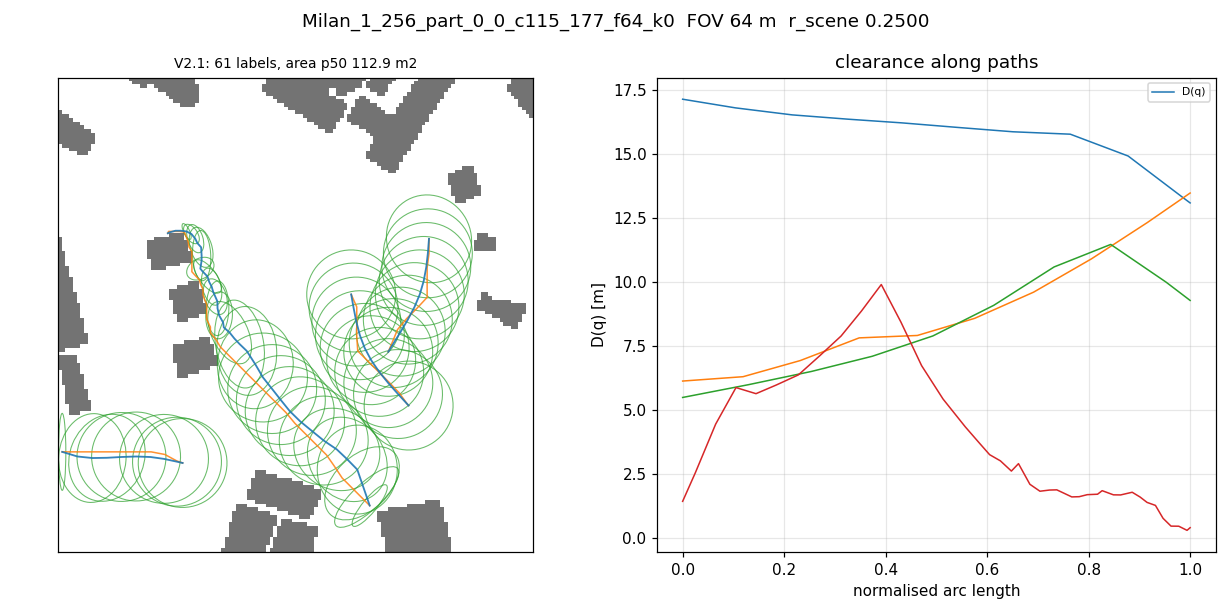 Milan_1_256_part_0_0_c115_177_f64_k0  FOV 64 m  r_scene 0.2500
V2.1: 61 labels, area p50 112.9 m2
clearance along paths
D(q)
D(q) [m]
17.5
15.0
12.5
10.0
7.5
5.0
2.5
0.0
0.0
0.2
0.4
0.6
0.8
1.0
normalised arc length